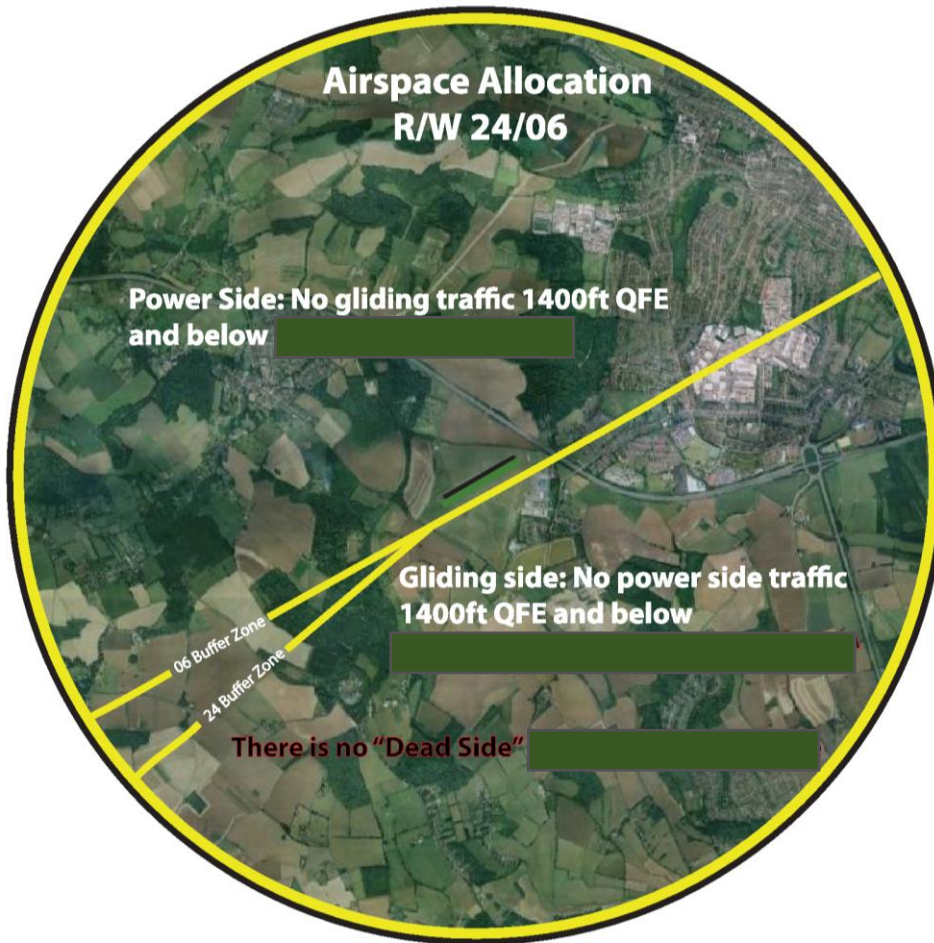 Airspace Allocation
R/W 24/06
Power Side: No gliding traffic 1400ft QFE
and below
Gliding side: No power side traffic
1400ft QFE and below
06 Buffer Zone
24 Buffer Zone
There is no “Dead Side”